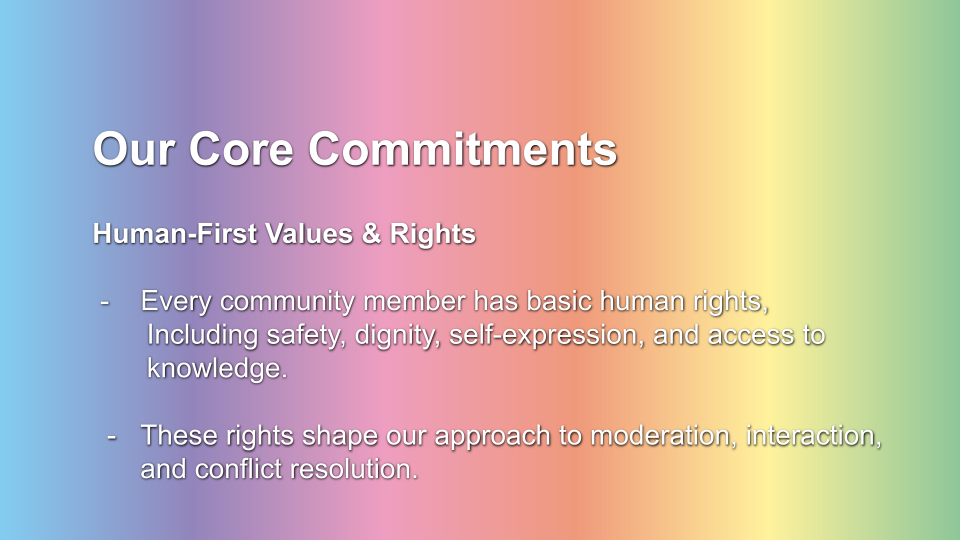 Our Core Commitments
Human-First Values & Rights
- Every community member has basic human rights,
Including safety, dignity, self-expression, and access to
knowledge.
- These rights shape our approach to moderation, interaction,
and conflict resolution.